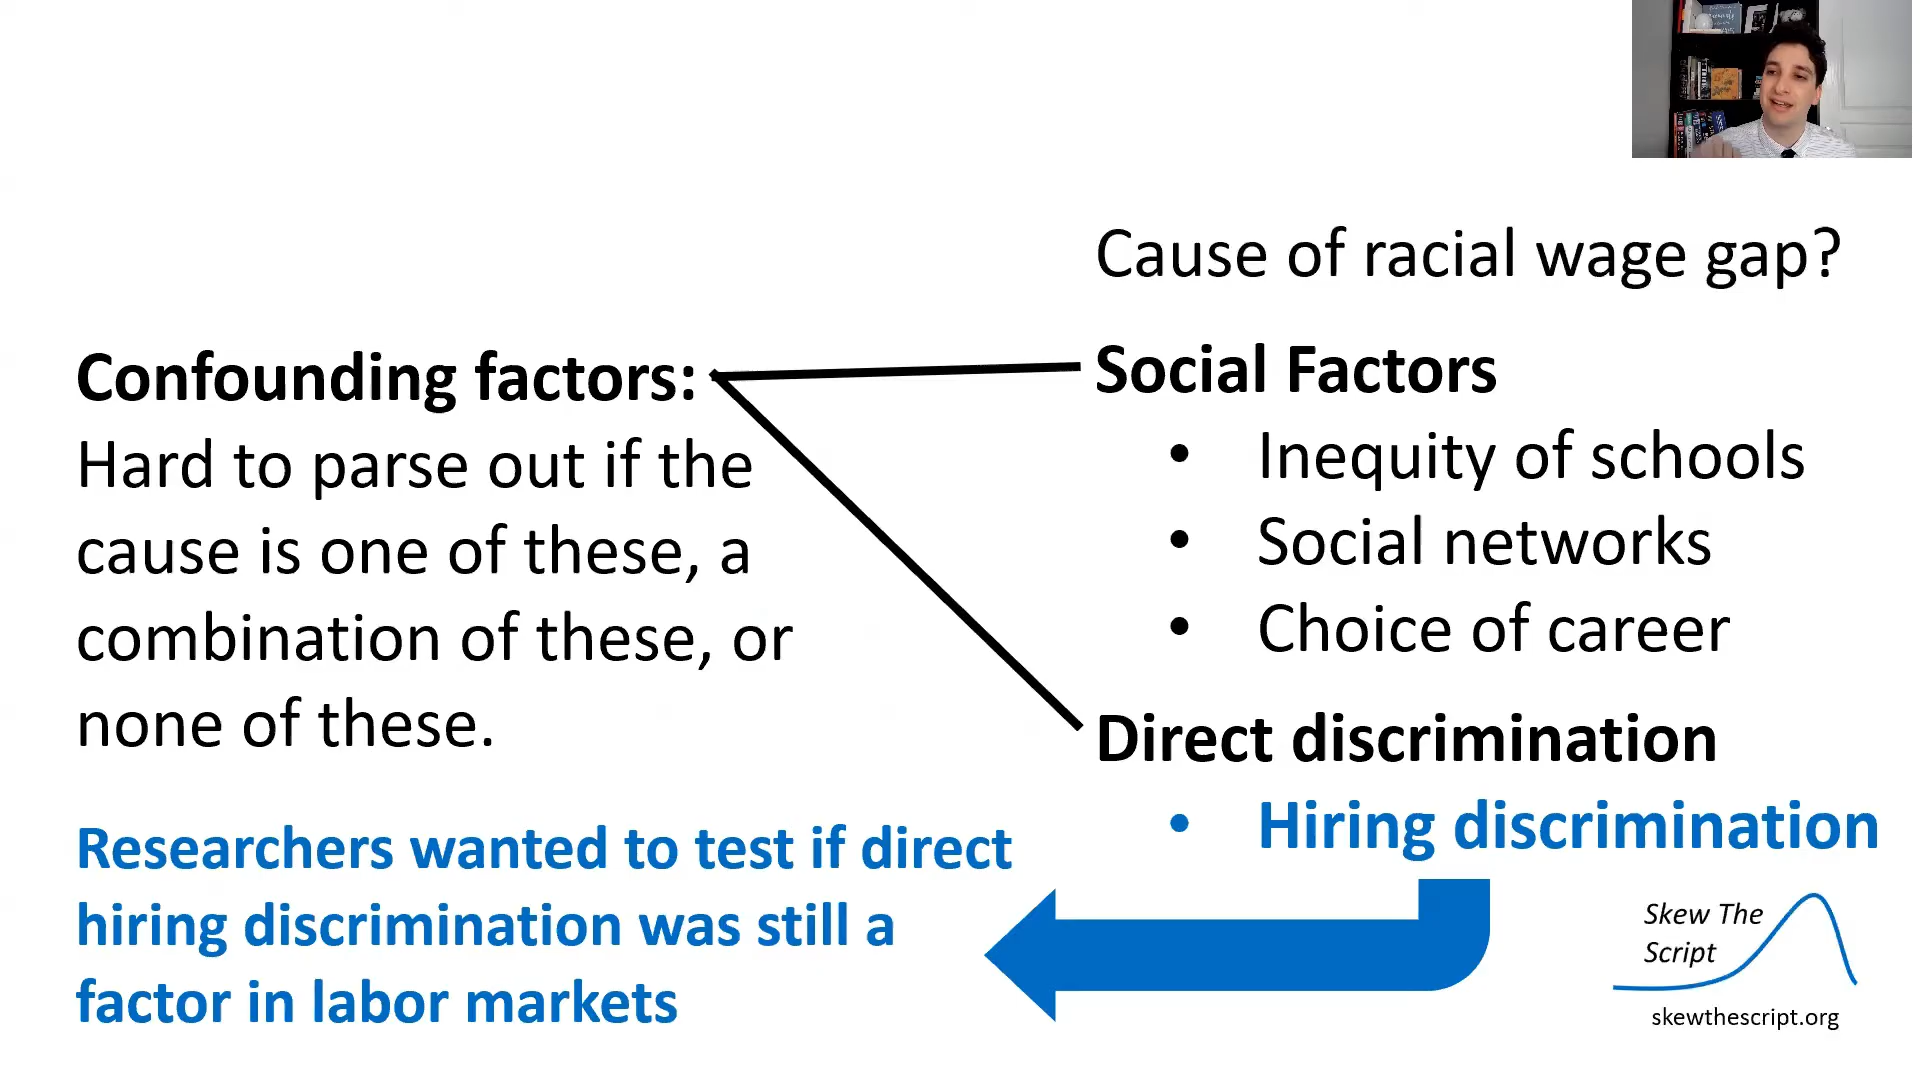 Cause of racial wage gap?
Confounding factors:
Hard to parse out if the
cause is one of these, a
combination of these, or
none of these.
Social Factors
• Inequity of schools
• Social networks
• Choice of career
Direct discrimination
• Hiring discrimination
Researchers wanted to test if direct
hiring discrimination was still a
factor in labor markets
Skew The
Script
skewthescript.org